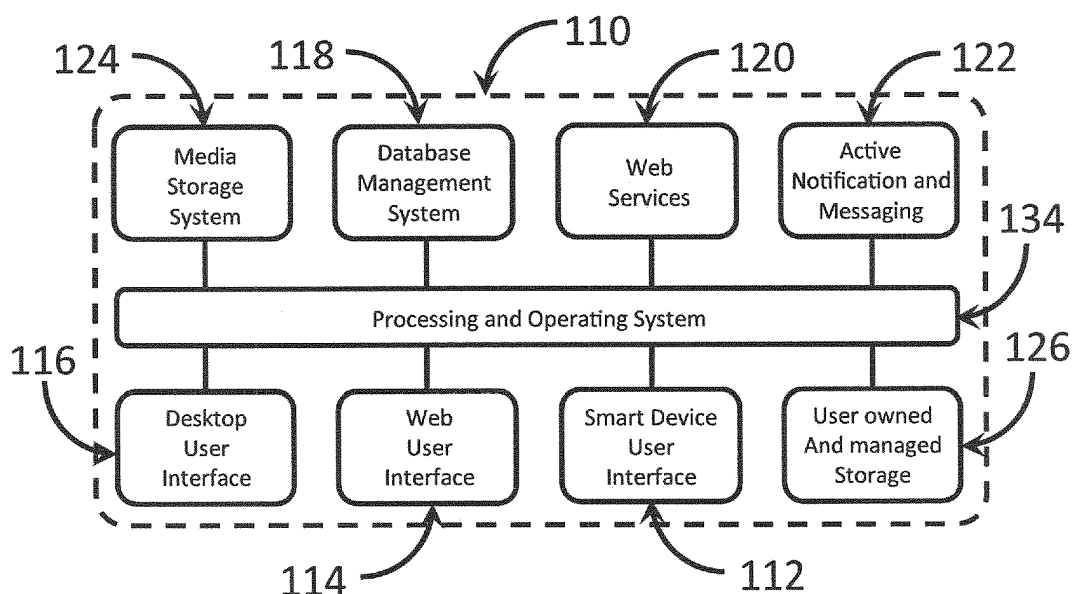 110
124
118
120
122
Media
Storage
System
Database
Management
System
Web
Services
Active
Notification and
Messaging
134
Processing and Operating System
116
126
Desktop
User
Interface
Web
User
Interface
Smart Device
User
Interface
User owned
And managed
Storage
114
112